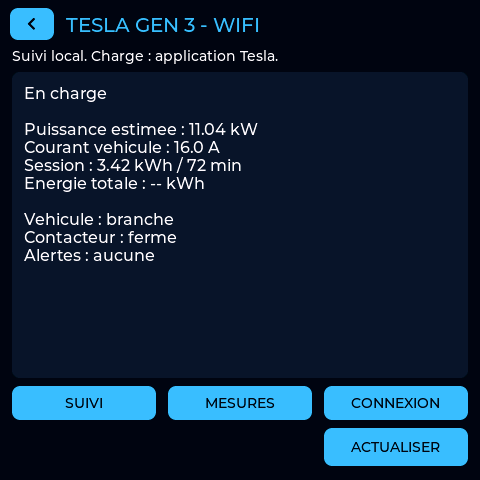 TESLA GEN 3 - WIFI
Suivi local. Charge : application Tesla.
En charge
Puissance estimee : 11.04 kW
Courant vehicule : 16.0 A
Session : 3.42 kWh / 72 min
Energie totale : -- kWh
Vehicule : branche
Contacteur : ferme
Alertes : aucune
SUIVI
MESURES
CONNEXION
ACTUALISER